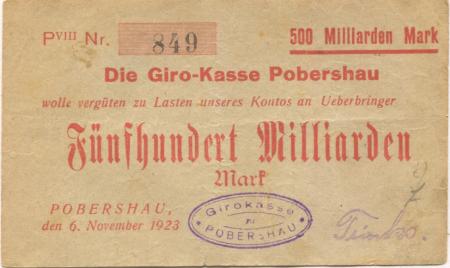 PVIII Nr. 849
500 Milliarden Mark
Die Giro-Kasse Pobershau
wolle vergüten zu Lasten unseres Kontos an Ueberbringer
Fünfhundert Milliarden
Mark
POBERSHAU,
den 6. November 1923
Girokasse
zu
POBERSHAU